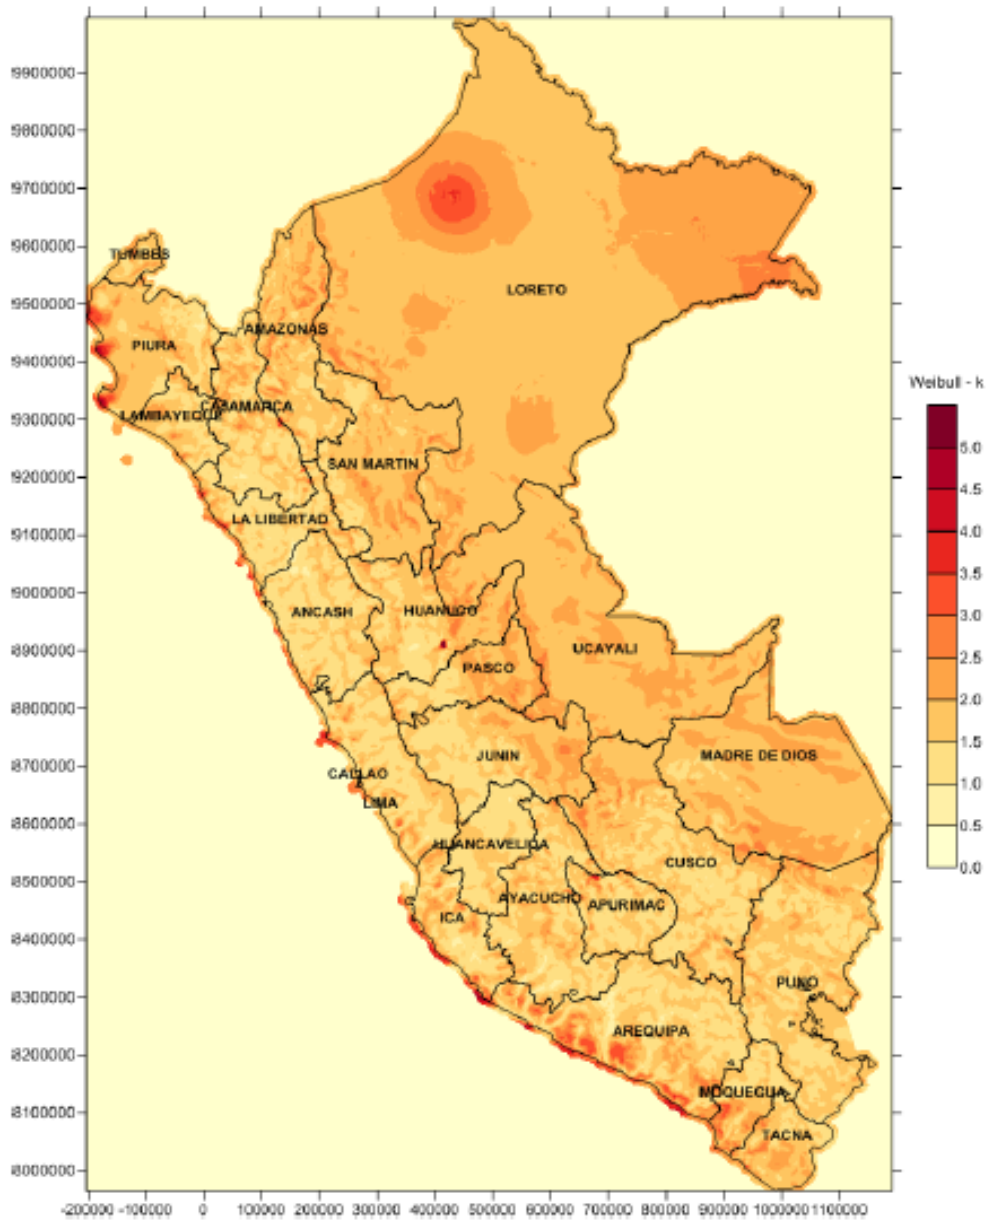 9900000
9800000
9700000
9600000
TUMBES
9500000
LORETO
AMAZONAS
9400000
PIURA
Weibull - k
9300000
LAMBAYEQUE
CAJAMARCA
5.0
9200000
SAN MARTIN
4.5
9100000
LA LIBERTAD
4.0
3.5
9000000
ANCASH
HUANUCO
3.0
8900000
UCAYALI
PASCO
2.5
2.0
8800000
JUNIN
MADRE DE DIOS
1.5
8700000
CALLAO
1.0
LIMA
8600000
0.5
HUANCAVELICA
CUSCO
0.0
8500000
AYACUCHO
APURIMAC
ICA
8400000
8300000
PUNO
AREQUIPA
8200000
MOQUEGUA
8100000
TACNA
8000000
-200000 -100000 0 100000 200000 300000 400000 500000 600000 700000 800000 900000 1000000 1100000